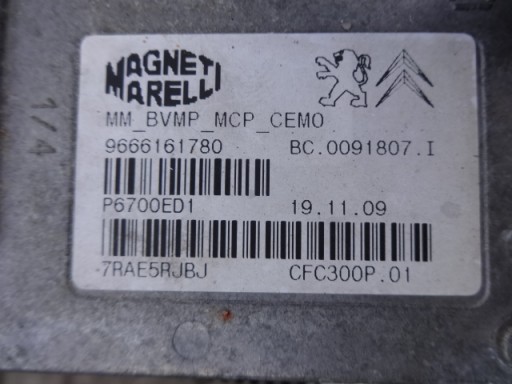 MAGNETI
MARELLI
MM_BVMP_MCP_CEMO
9666161780 BC.0091807.I
P6700ED1 19.11.09
7RAE5RJBJ CFC300P.01
1/4